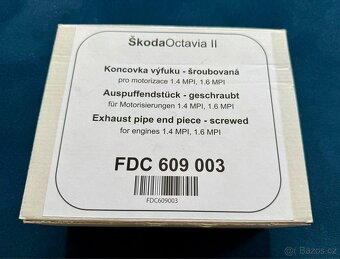 ŠkodaOctavia II
Koncovka výfuku - šroubovaná
pro motorizace 1.4 MPI, 1.6 MPI
Auspuffendstück - geschraubt
für Motorisierungen 1.4 MPI, 1.6 MPI
Exhaust pipe end piece - screwed
for engines 1.4 MPI, 1.6 MPI
FDC 609 003
FDC609003
Bazoš.cz